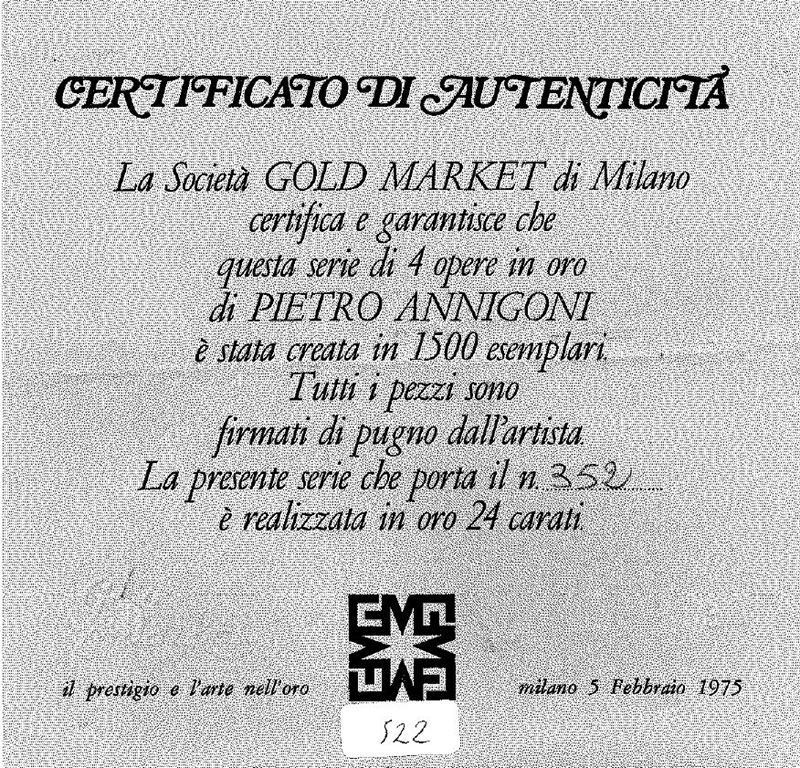 CERTIFICATO DI AUTENTICITÀ
La Società GOLD MARKET di Milano
certifica e garantisce che
questa serie di 4 opere in oro
di PIETRO ANNIGONI
è stata creata in 1500 esemplari.
Tutti i pezzi sono
firmati di pugno dall'artista.
La presente serie che porta il n. 352
è realizzata in oro 24 carati.
il prestigio e l'arte nell'oro
milano 5 Febbraio 1975
522